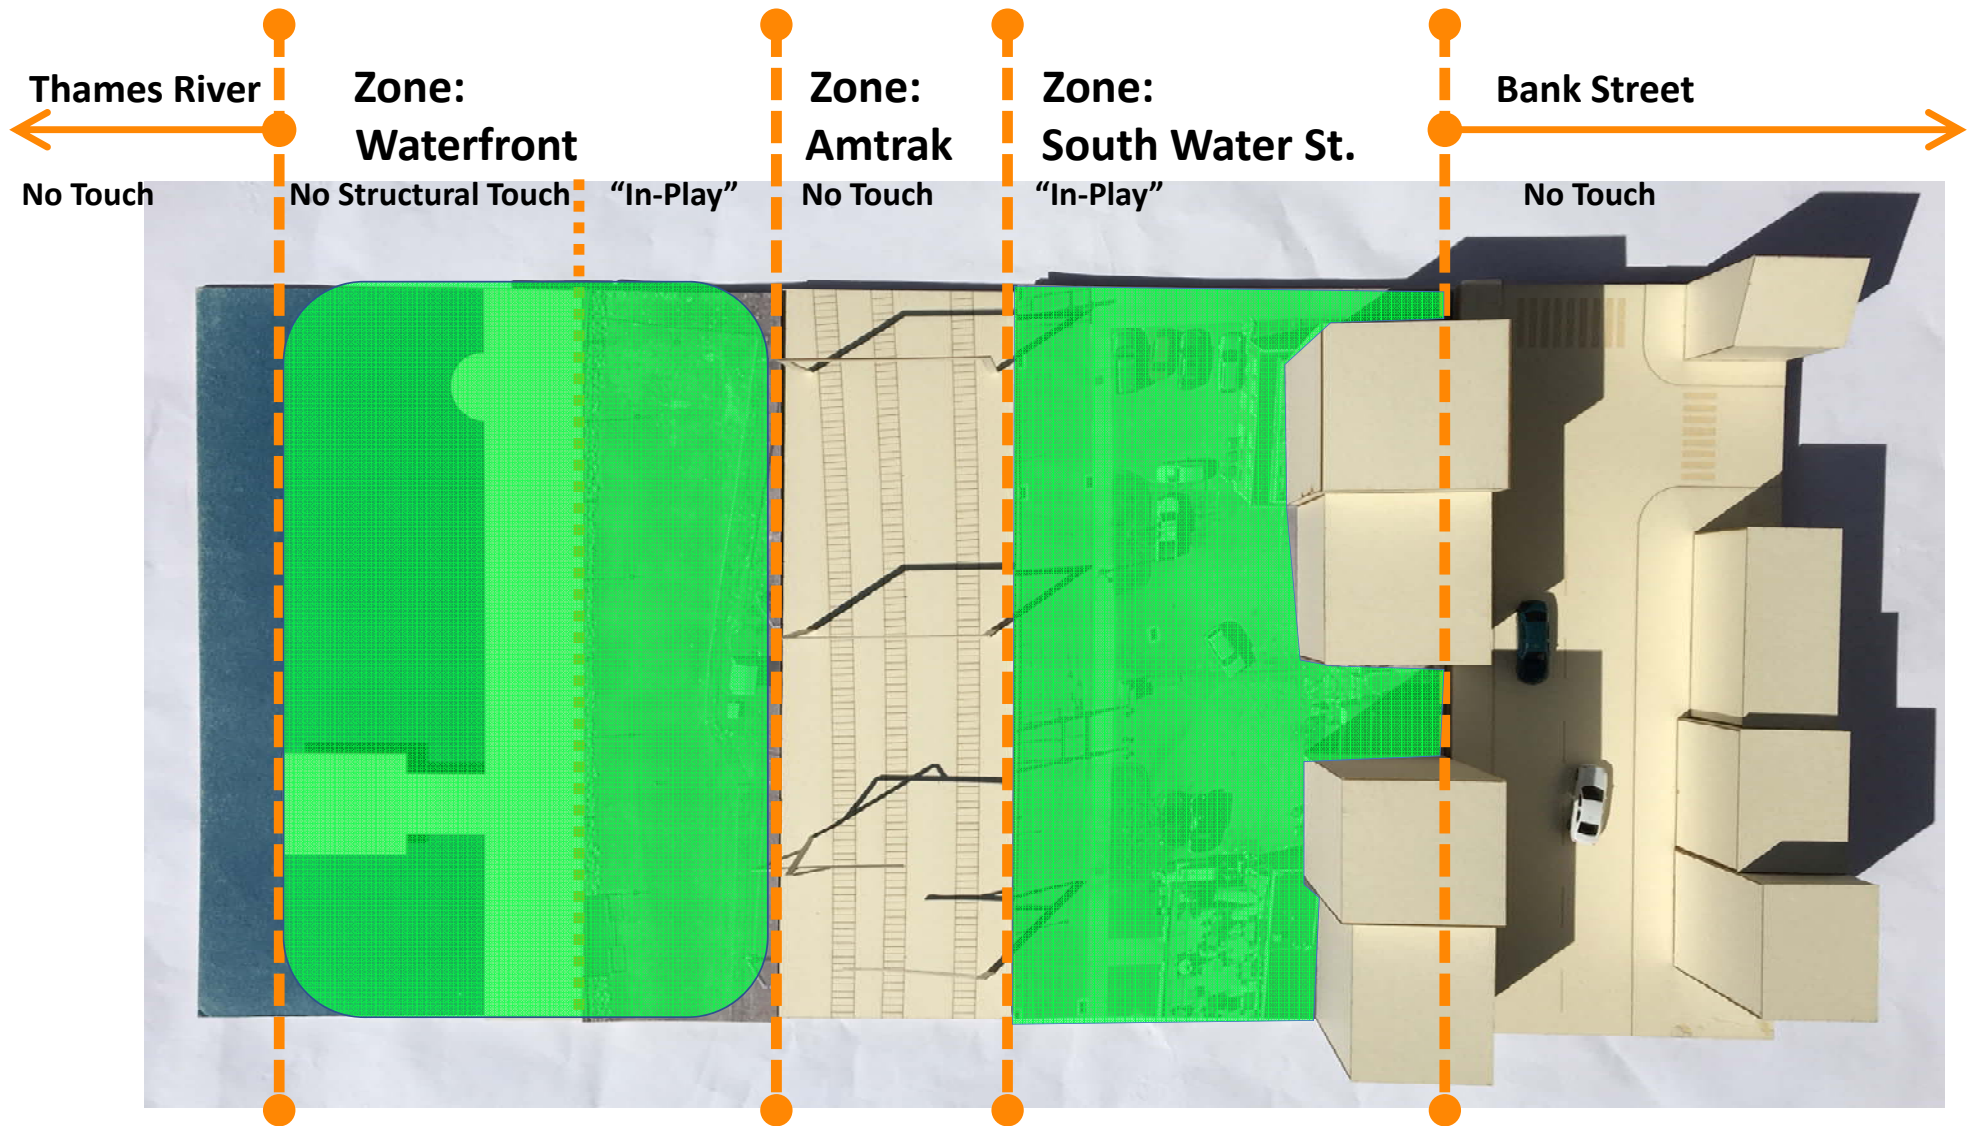 Thames River
Zone:
Waterfront
Zone:
Amtrak
Zone:
South Water St.
Bank Street
No Touch
No Structural Touch
“In-Play”
No Touch
“In-Play”
No Touch